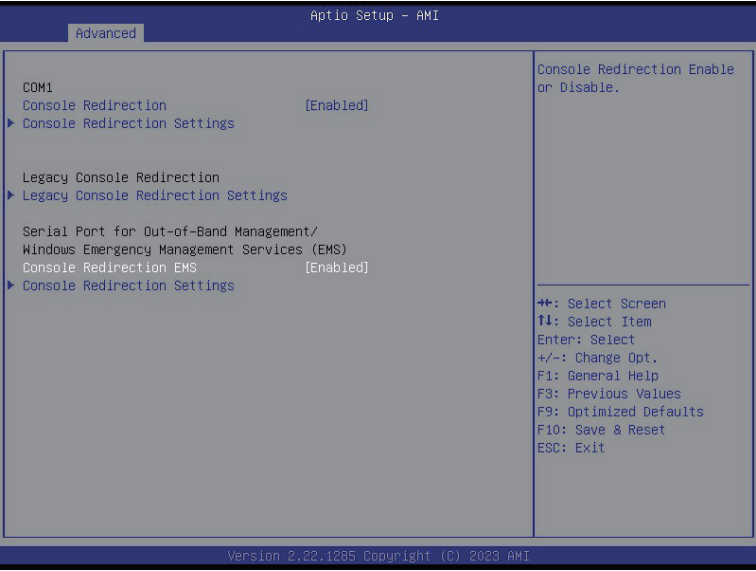 Aptio Setup – AMI
Advanced
COM1
Console Redirection [Enabled]
▶ Console Redirection Settings
Legacy Console Redirection
▶ Legacy Console Redirection Settings
Serial Port for Out-of-Band Management/
Windows Emergency Management Services (EMS)
Console Redirection EMS [Enabled]
▶ Console Redirection Settings
Console Redirection Enable
or Disable.
→←: Select Screen
↑↓: Select Item
Enter: Select
+/-: Change Opt.
F1: General Help
F3: Previous Values
F9: Optimized Defaults
F10: Save & Reset
ESC: Exit
Version 2.22.1285 Copyright (C) 2023 AMI